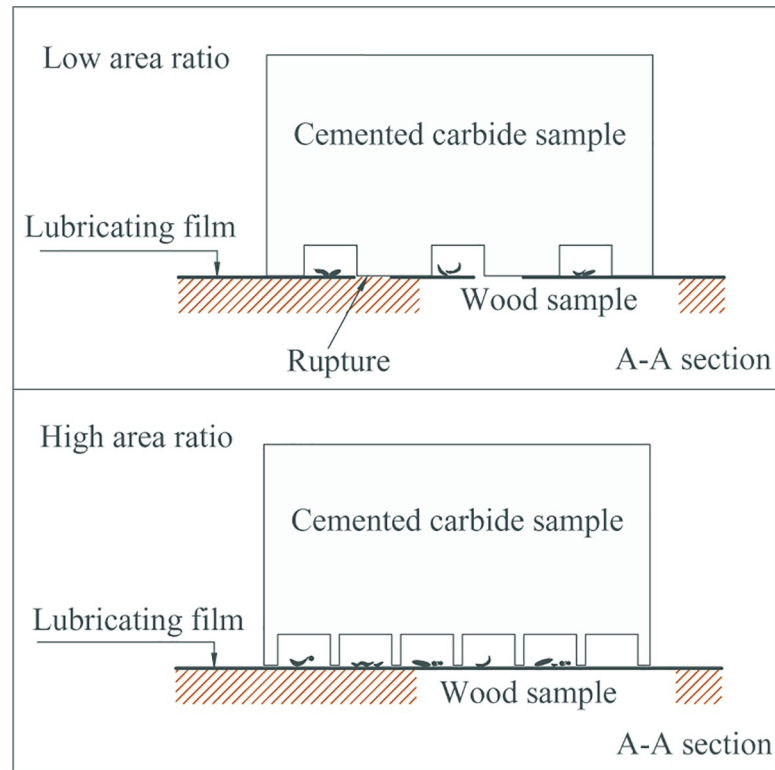 Low area ratio
Cemented carbide sample
Lubricating film
Wood sample
Rupture
A-A section
High area ratio
Cemented carbide sample
Lubricating film
Wood sample
A-A section